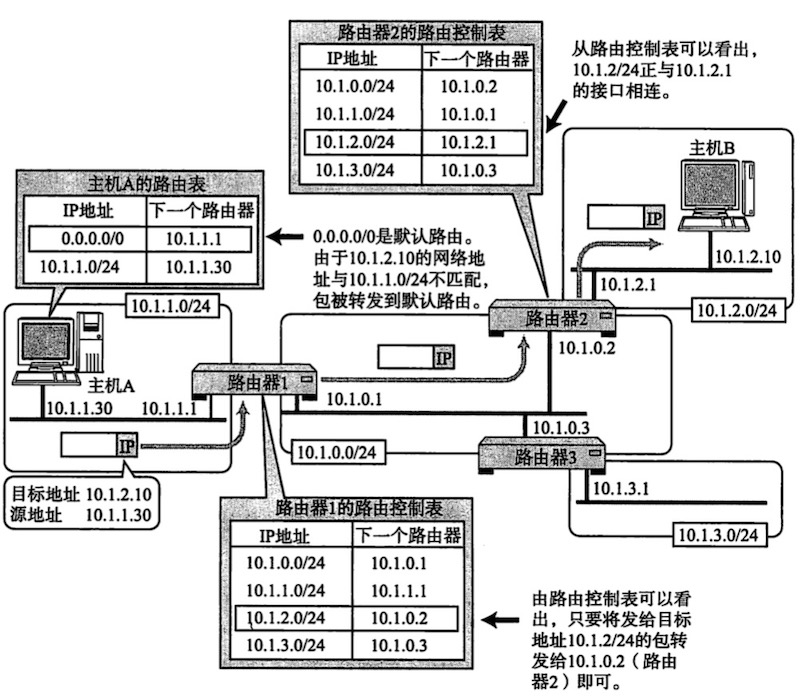 路由器2的路由控制表
IP地址 下一个路由器
10.1.0.0/24 10.1.0.2
10.1.1.0/24 10.1.0.1
10.1.2.0/24 10.1.2.1
10.1.3.0/24 10.1.0.3
从路由控制表可以看出，
10.1.2/24正与10.1.2.1
的接口相连。
主机B
IP
10.1.2.10
10.1.2.1
10.1.2.0/24
主机A的路由表
IP地址 下一个路由器
0.0.0.0/0 10.1.1.1
10.1.1.0/24 10.1.1.30
0.0.0.0/0是默认路由。
由于10.1.2.10的网络地
址与10.1.1.0/24不匹配，
包被转发到默认路由。
10.1.1.0/24
主机A
10.1.1.30 10.1.1.1
IP
目标地址 10.1.2.10
源地址 10.1.1.30
路由器1
10.1.0.1
IP
路由器2
10.1.0.2
10.1.0.3
10.1.0.0/24
路由器3
10.1.3.1
10.1.3.0/24
路由器1的路由控制表
IP地址 下一个路由器
10.1.0.0/24 10.1.0.1
10.1.1.0/24 10.1.1.1
10.1.2.0/24 10.1.0.2
10.1.3.0/24 10.1.0.3
由路由控制表可以看
出，只要将发给目标
地址10.1.2/24的包转
发给10.1.0.2（路由
器2）即可。